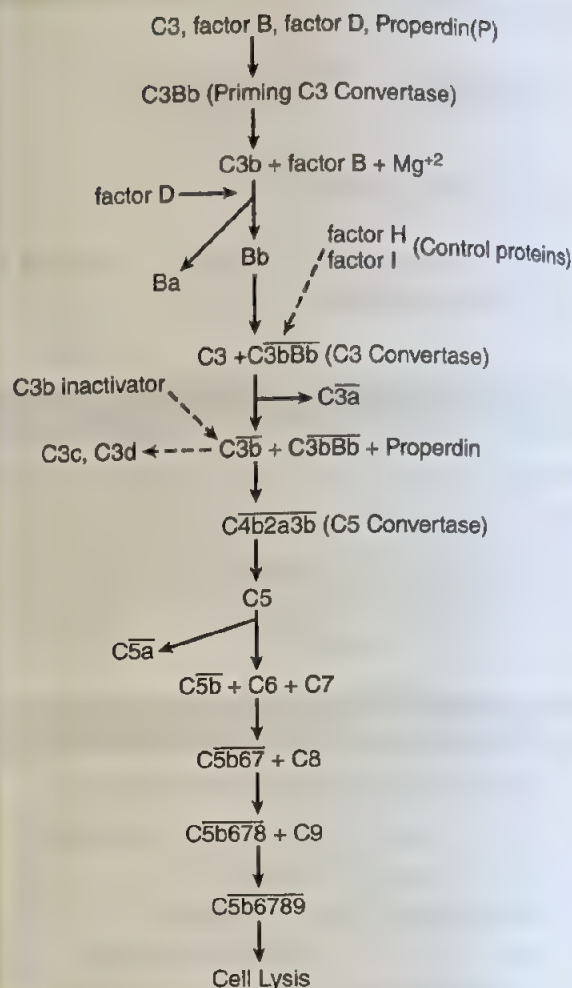 C3, factor B, factor D, Properdin(P)
C3Bb (Priming C3 Convertase)
C3b + factor B + Mg+2
factor D
Ba
Bb
factor H
factor I
(Control proteins)
C3 +C3bBb (C3 Convertase)
C3a
C3b inactivator
C3c, C3d
C3b + C3bBb + Properdin
C4b2a3b (C5 Convertase)
C5
C5a
C5b + C6 + C7
C5b67 + C8
C5b678 + C9
C5b6789
Cell Lysis